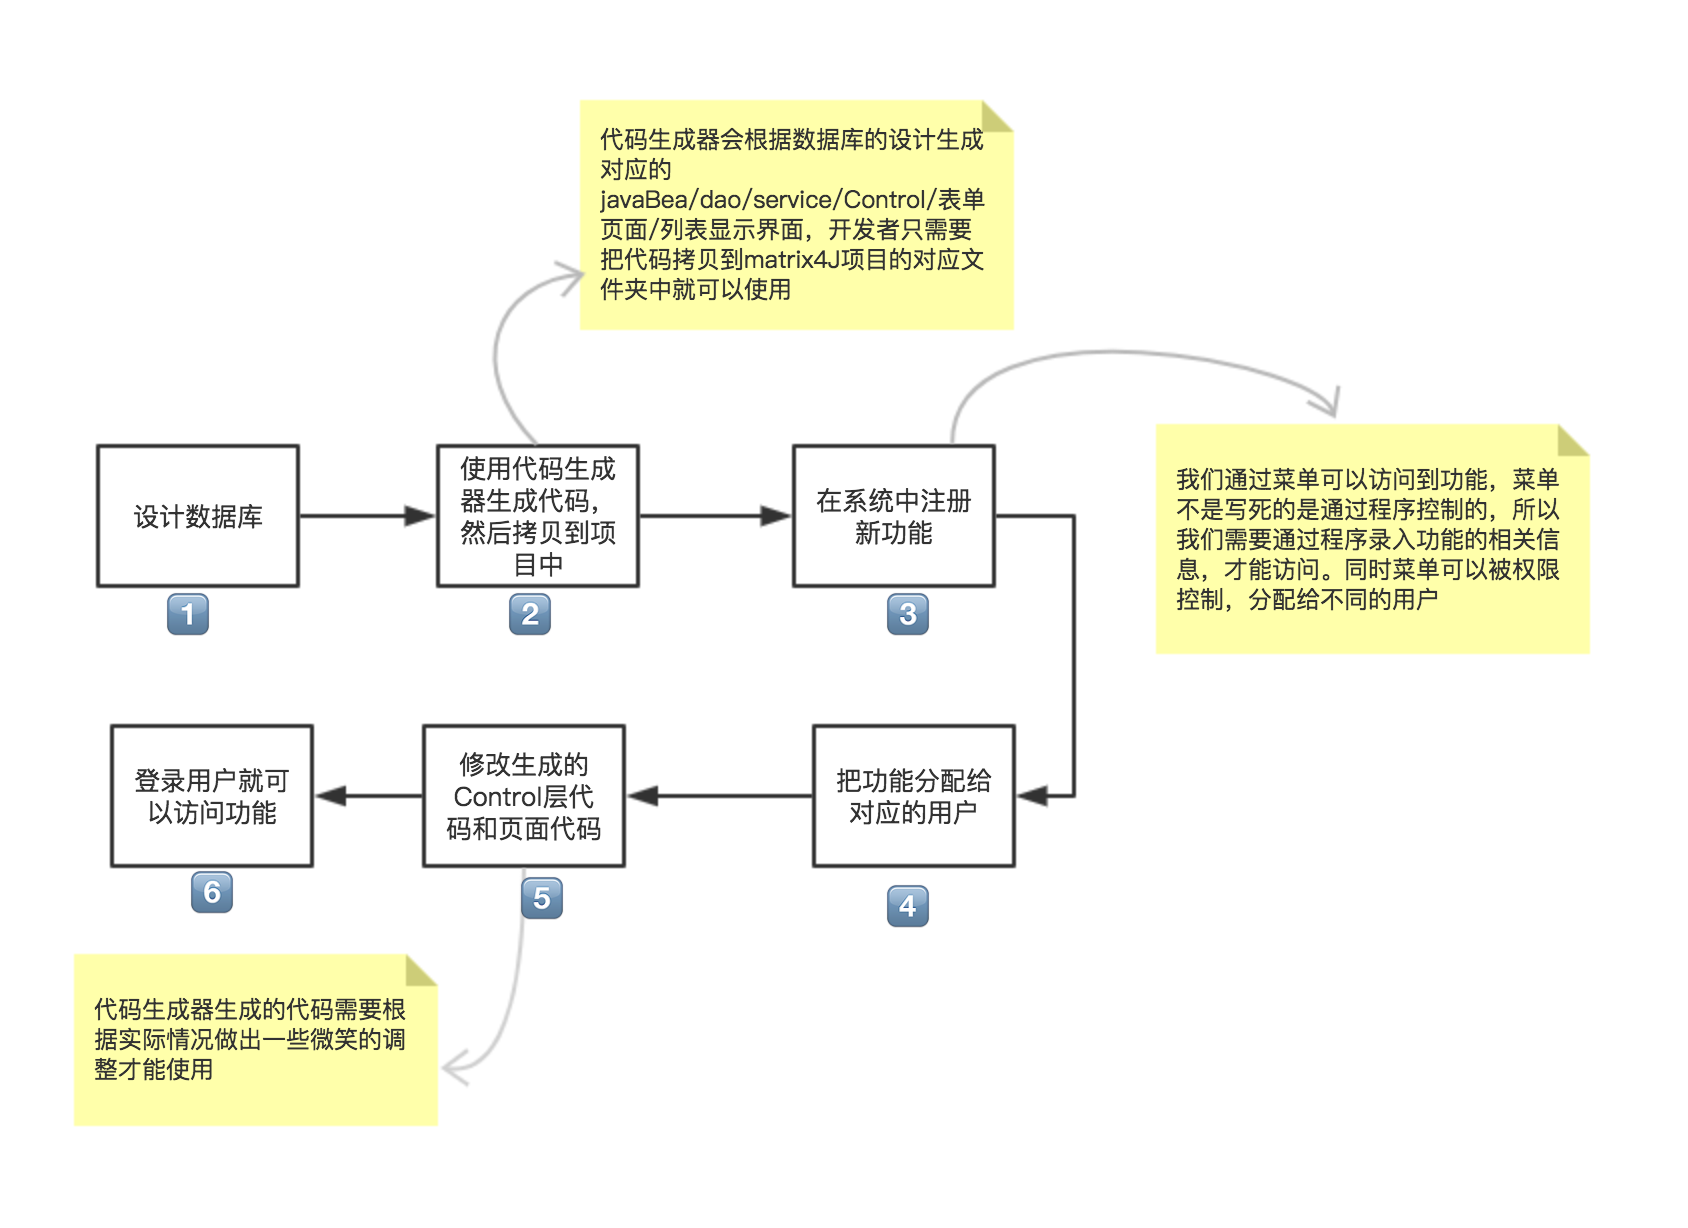 代码生成器会根据数据库的设计生成
对应的
javaBea/dao/service/Control/表单
页面/列表显示界面，开发者只需要
把代码拷贝到matrix4J项目的对应文
件夹中就可以使用
设计数据库
1
使用代码生成
器生成代码，
然后拷贝到项
目中
2
在系统中注册
新功能
3
我们通过菜单可以访问到功能，菜单
不是写死的是通过程序控制的，所以
我们需要通过程序录入功能的相关信
息，才能访问。同时菜单可以被权限
控制，分配给不同的用户
把功能分配给
对应的用户
4
修改生成的
Control层代
码和页面代码
5
登录用户就可
以访问功能
6
代码生成器生成的代码需要根
据实际情况做出一些微笑的调
整才能使用